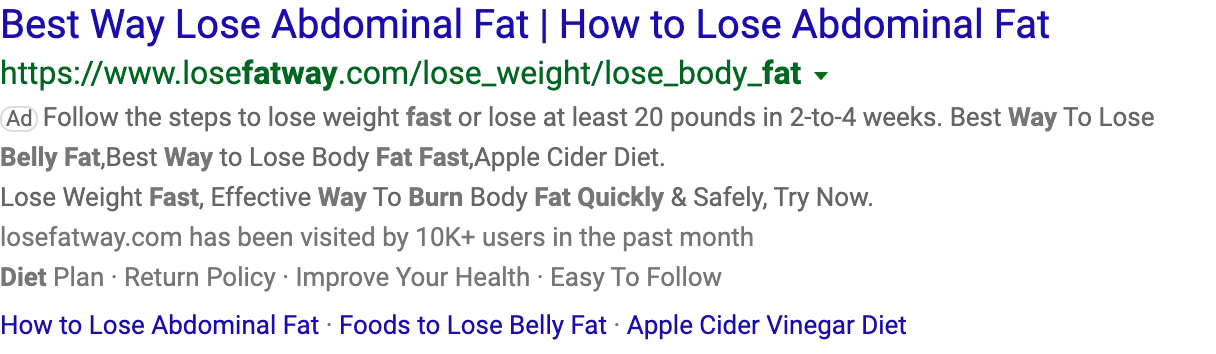 Best Way Lose Abdominal Fat | How to Lose Abdominal Fat
https://www.losefatway.com/lose_weight/lose_body_fat
Ad Follow the steps to lose weight fast or lose at least 20 pounds in 2-to-4 weeks. Best Way To Lose
Belly Fat,Best Way to Lose Body Fat Fast,Apple Cider Diet.
Lose Weight Fast, Effective Way To Burn Body Fat Quickly & Safely, Try Now.
losefatway.com has been visited by 10K+ users in the past month
Diet Plan · Return Policy · Improve Your Health · Easy To Follow
How to Lose Abdominal Fat · Foods to Lose Belly Fat · Apple Cider Vinegar Diet